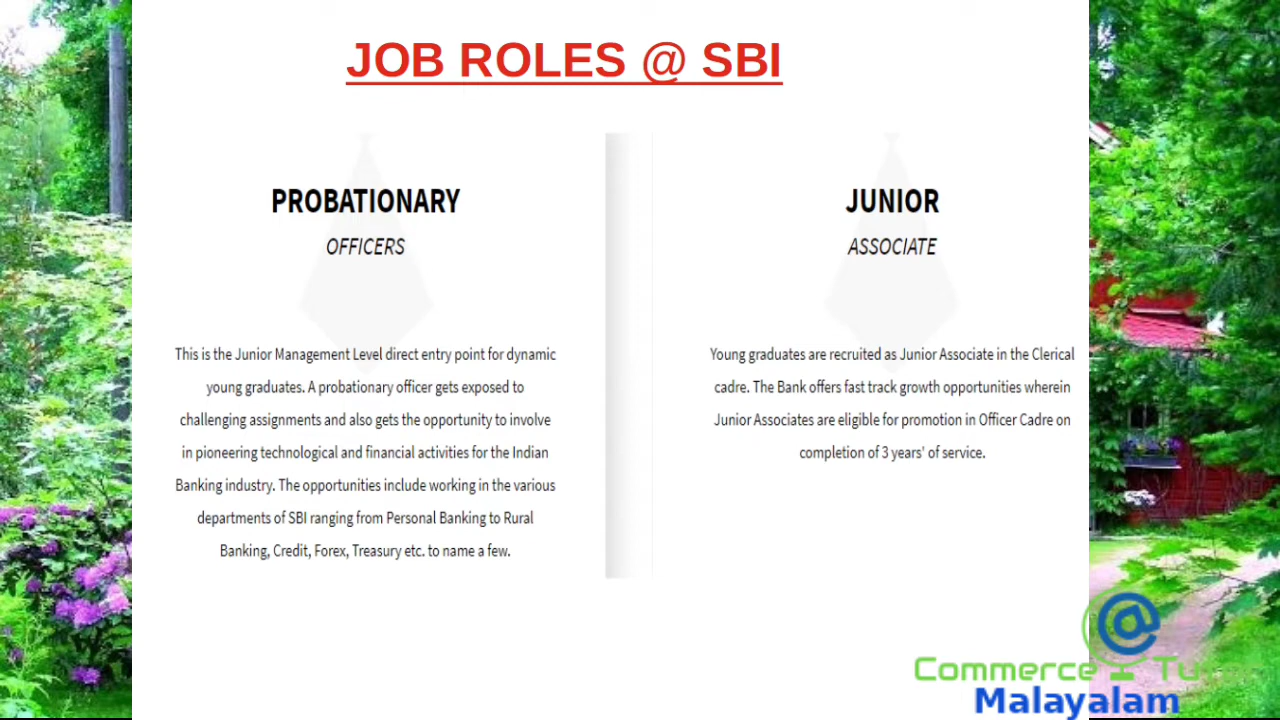 JOB ROLES @ SBI
PROBATIONARY
OFFICERS
This is the Junior Management Level direct entry point for dynamic
young graduates. A probationary officer gets exposed to
challenging assignments and also gets the opportunity to involve
in pioneering technological and financial activities for the Indian
Banking industry. The opportunities include working in the various
departments of SBI ranging from Personal Banking to Rural
Banking, Credit, Forex, Treasury etc. to name a few.
JUNIOR
ASSOCIATE
Young graduates are recruited as Junior Associate in the Clerical
cadre. The Bank offers fast track growth opportunities wherein
Junior Associates are eligible for promotion in Officer Cadre on
completion of 3 years' of service.
@
Commerce
Malayalam